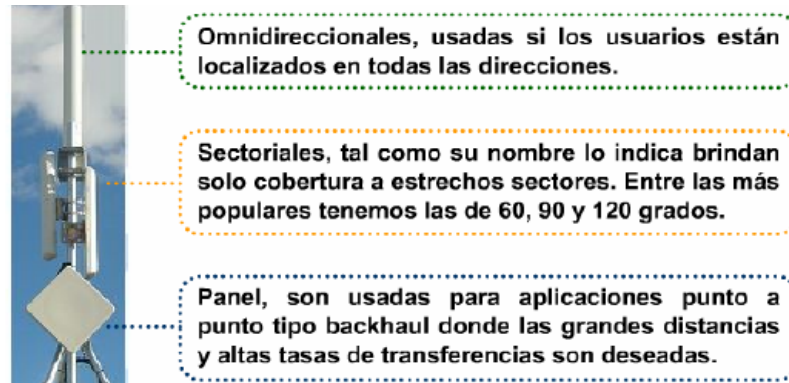 Omnidireccionales, usadas si los usuarios están
localizados en todas las direcciones.
Sectoriales, tal como su nombre lo indica brindan
solo cobertura a estrechos sectores. Entre las más
populares tenemos las de 60, 90 y 120 grados.
Panel, son usadas para aplicaciones punto a
punto tipo backhaul donde las grandes distancias
y altas tasas de transferencias son deseadas.